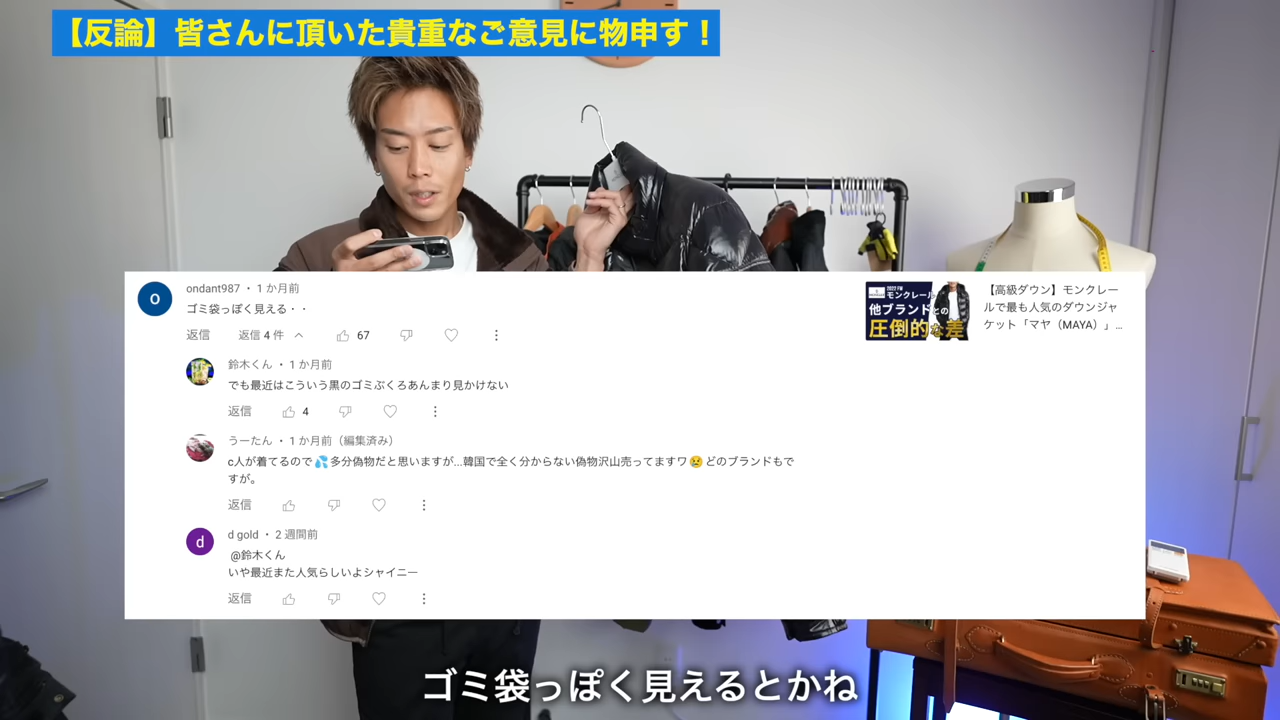 【反論】皆さんに頂いた貴重なご意見に物申す！
ondant987 ・ 1 か月前
ゴミ袋っぽく見える・・
返信 返信 4 件 67
鈴木くん ・ 1 か月前
でも最近はこういう黒のゴミぶくろあんまり見かけない
返信 4
うーたん ・ 1 か月前（編集済み）
c人が着てるので💦多分偽物だと思いますが...韓国で全く分からない偽物沢山売ってますワ😢どのブランドもで
すが。
返信
d gold ・ 2 週間前
@鈴木くん
いや最近また人気らしいよシャイニー
返信
2022 FW
モンクレール
他ブランドとの
圧倒的な差
【高級ダウン】モンクレー
ルで最も人気のダウンジャ
ケット「マヤ（MAYA）」...
ゴミ袋っぽく見えるとかね